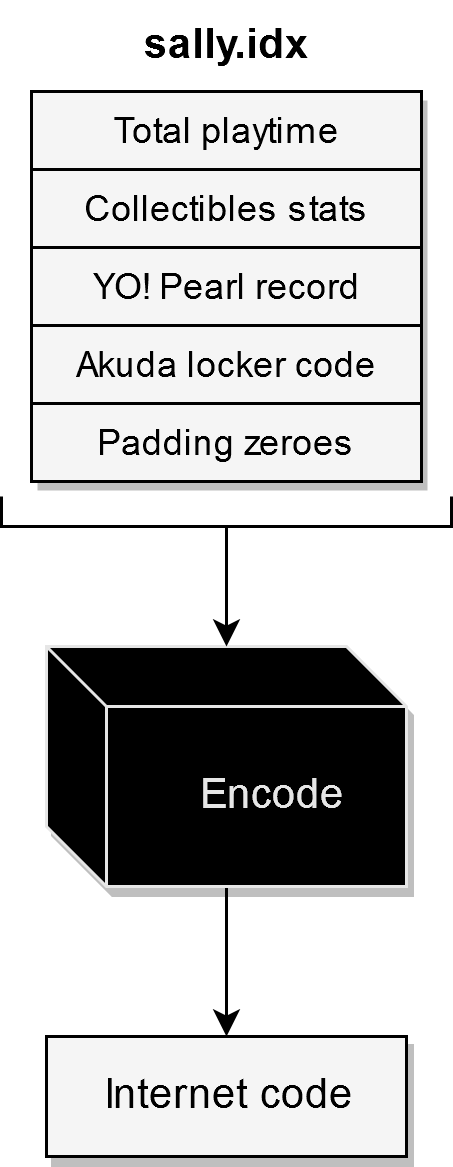 sally.idx
Total playtime
Collectibles stats
YO! Pearl record
Akuda locker code
Padding zeroes
Encode
Internet code